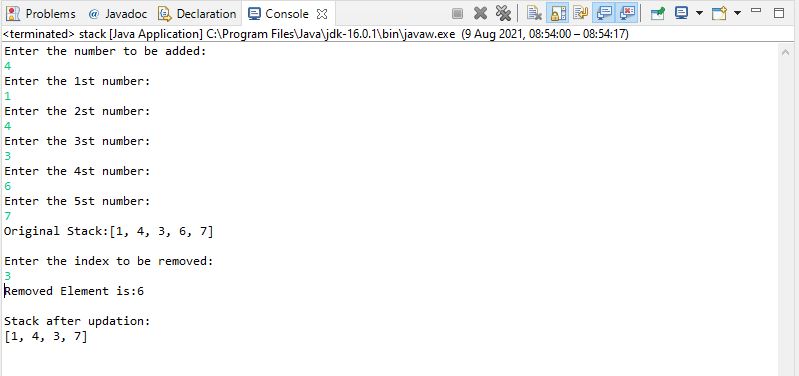 Problems @ Javadoc Declaration Console
<terminated> stack [Java Application] C:\Program Files\Java\jdk-16.0.1\bin\javaw.exe (9 Aug 2021, 08:54:00 – 08:54:17)
Enter the number to be added:
4
Enter the 1st number:
1
Enter the 2st number:
4
Enter the 3st number:
3
Enter the 4st number:
6
Enter the 5st number:
7
Original Stack:[1, 4, 3, 6, 7]
Enter the index to be removed:
3
Removed Element is:6
Stack after updation:
[1, 4, 3, 7]